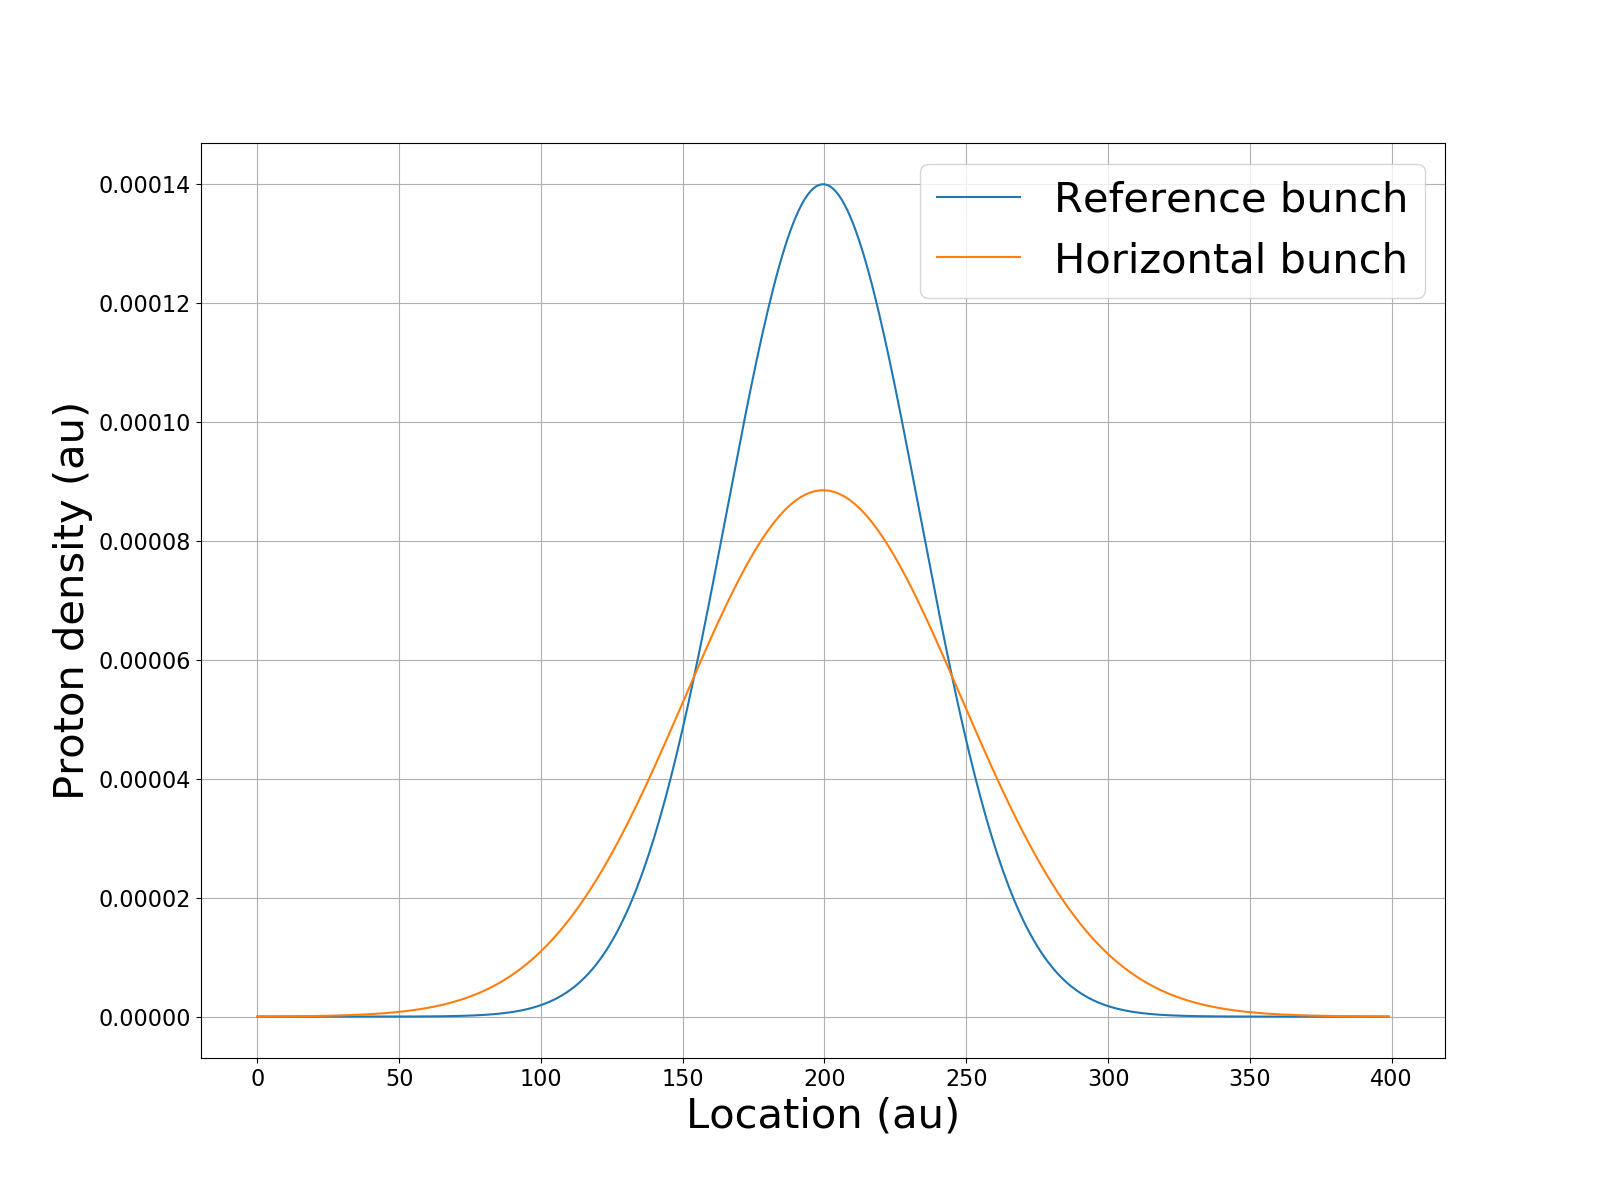 Proton density (au)
0.00014
0.00012
0.00010
0.00008
0.00006
0.00004
0.00002
0.00000
Reference bunch
Horizontal bunch
0 50 100 150 200 250 300 350 400
Location (au)